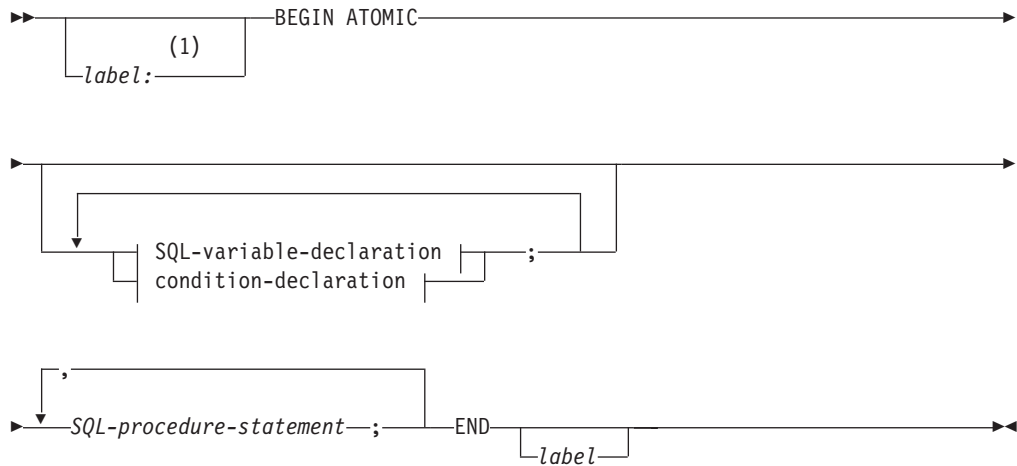 BEGIN ATOMIC
(1)
label:
SQL-variable-declaration ;
condition-declaration
,
SQL-procedure-statement ; END
label